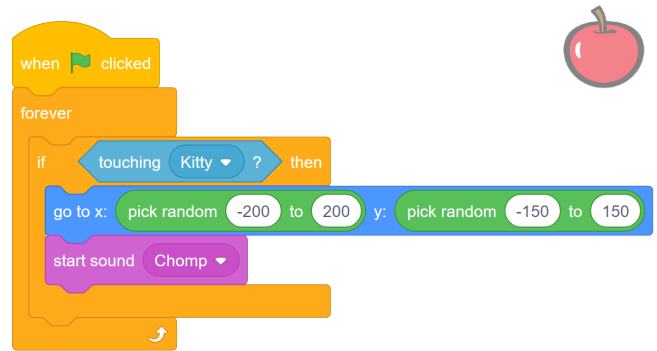 when clicked
forever
if touching Kitty ? then
go to x: pick random -200 to 200 y: pick random -150 to 150
start sound Chomp